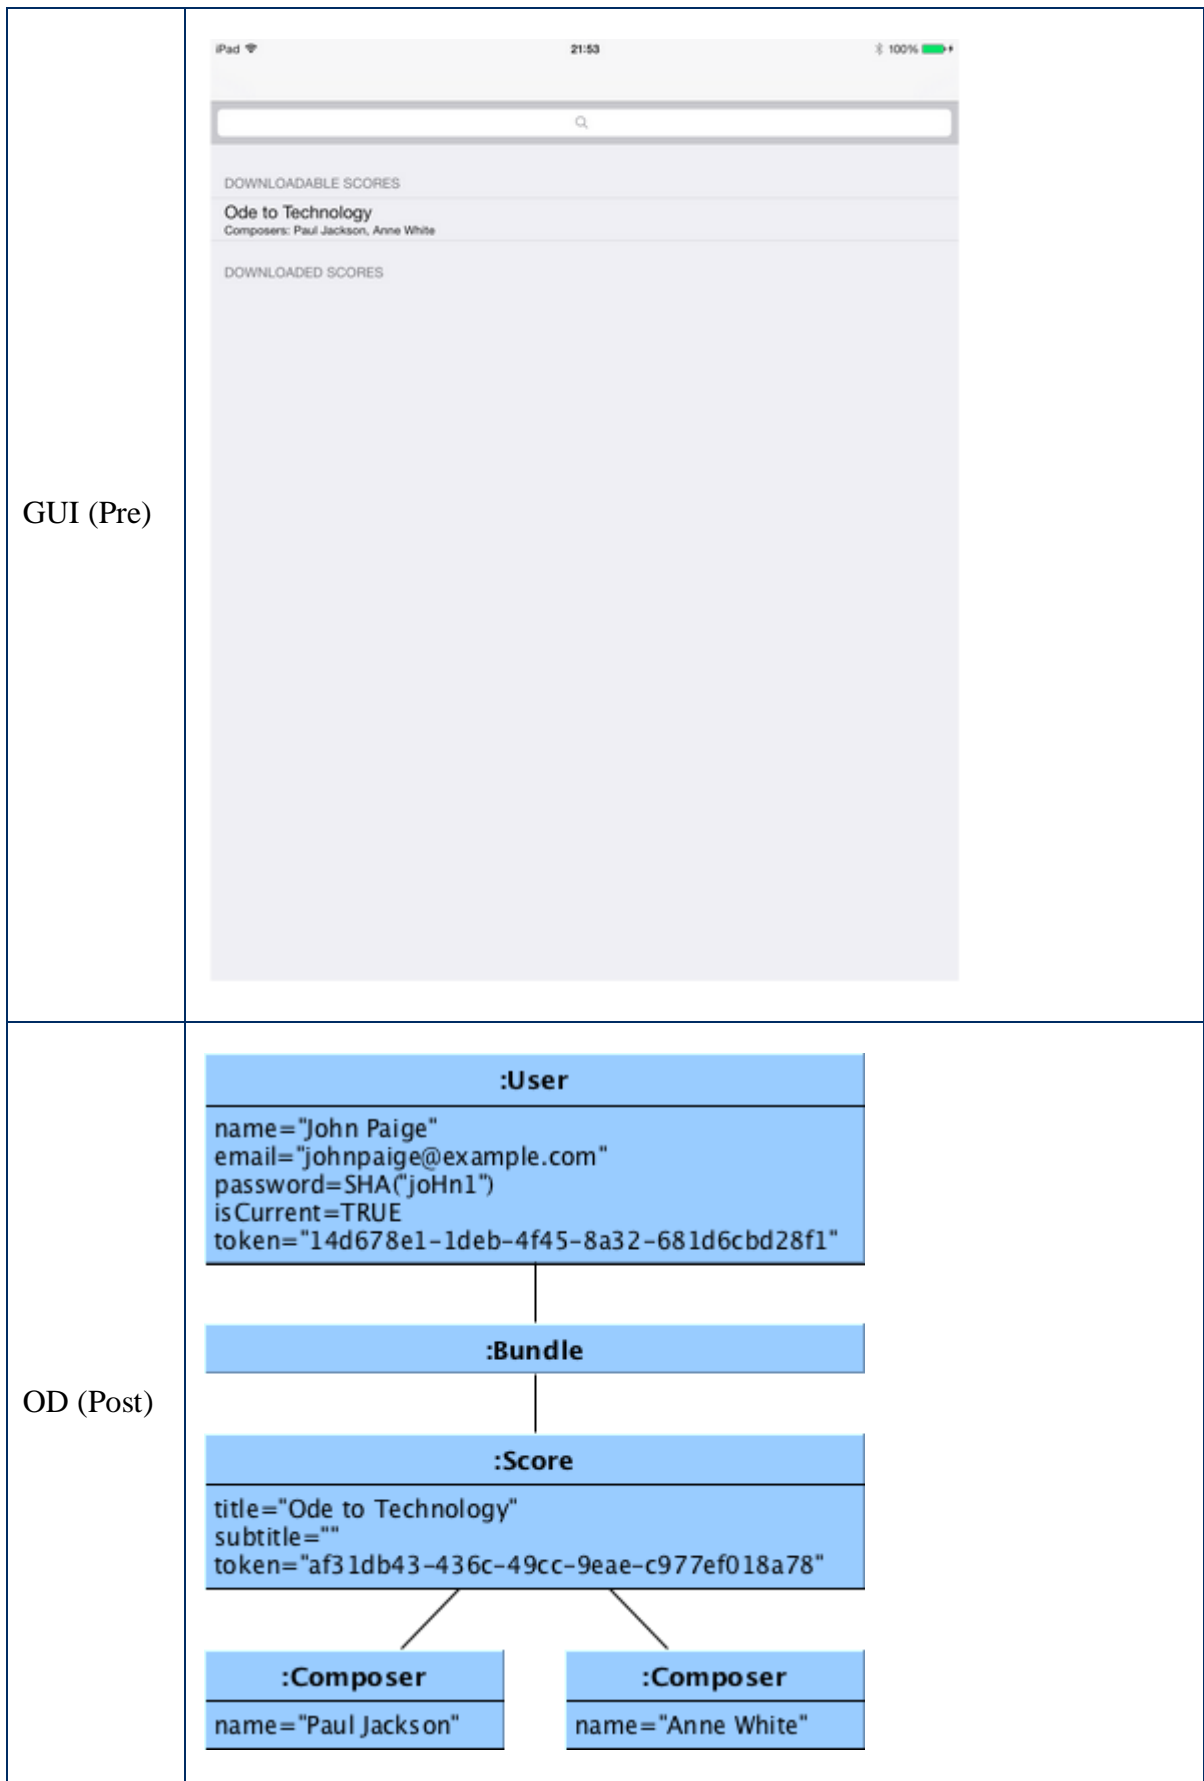 GUI (Pre)
iPad
21:53
100%
DOWNLOADABLE SCORES
Ode to Technology
Composers: Paul Jackson, Anne White
DOWNLOADED SCORES
OD (Post)
:User
name="John Paige"
email="johnpaige@example.com"
password=SHA("joHn1")
isCurrent=TRUE
token="14d678e1-1deb-4f45-8a32-681d6cbd28f1"
:Bundle
:Score
title="Ode to Technology"
subtitle=""
token="af31db43-436c-49cc-9eae-c977ef018a78"
:Composer
name="Paul Jackson"
:Composer
name="Anne White"